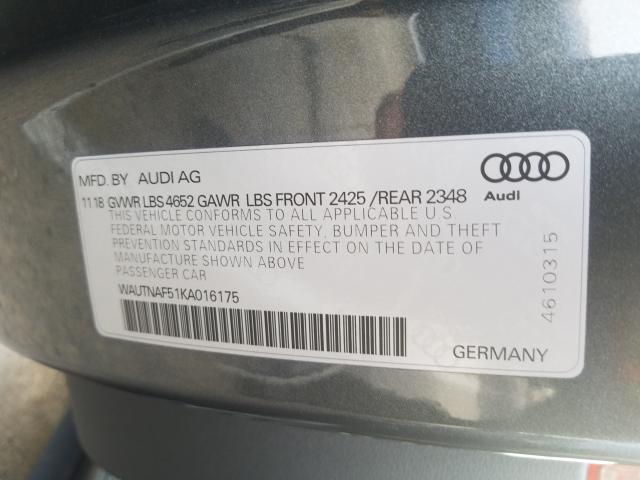 MFD. BY AUDI AG
11 18 GVWR LBS 4652 GAWR LBS FRONT 2425 /REAR 2348
THIS VEHICLE CONFORMS TO ALL APPLICABLE U.S.
FEDERAL MOTOR VEHICLE SAFETY, BUMPER AND THEFT
PREVENTION STANDARDS IN EFFECT ON THE DATE OF
MANUFACTURE SHOWN ABOVE
PASSENGER CAR
WAUTNAF51KA016175
Audi
4610315
GERMANY